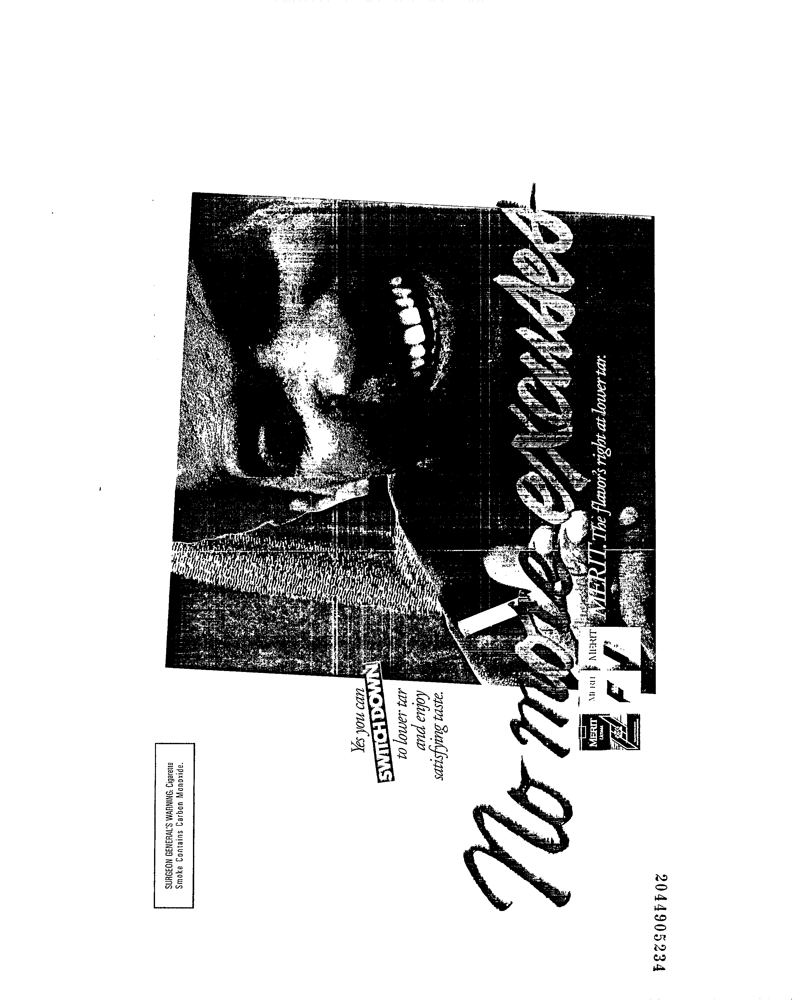 SURGEON GENERAL'S WARNING: Cigarette
Smoke Contains Carbon Monoxide.
Yes you can
SWITCH DOWN
to lower tar
and enjoy
satisfying taste.
No more excuses
MERIT. The flavor's right at lower tar.
MERIT
MERIT
MERIT
2044905234